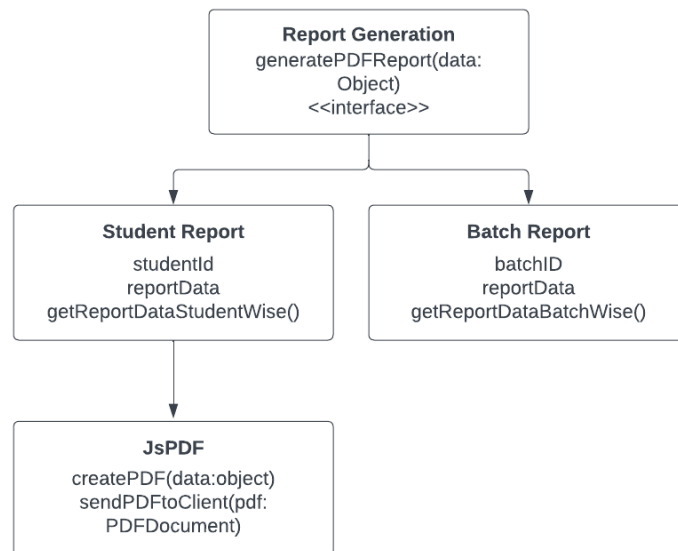 Report Generation
generatePDFReport(data:
Object)
<<interface>>
Student Report
studentId
reportData
getReportDataStudentWise()
Batch Report
batchID
reportData
getReportDataBatchWise()
JsPDF
createPDF(data:object)
sendPDFtoClient(pdf:
PDFDocument)